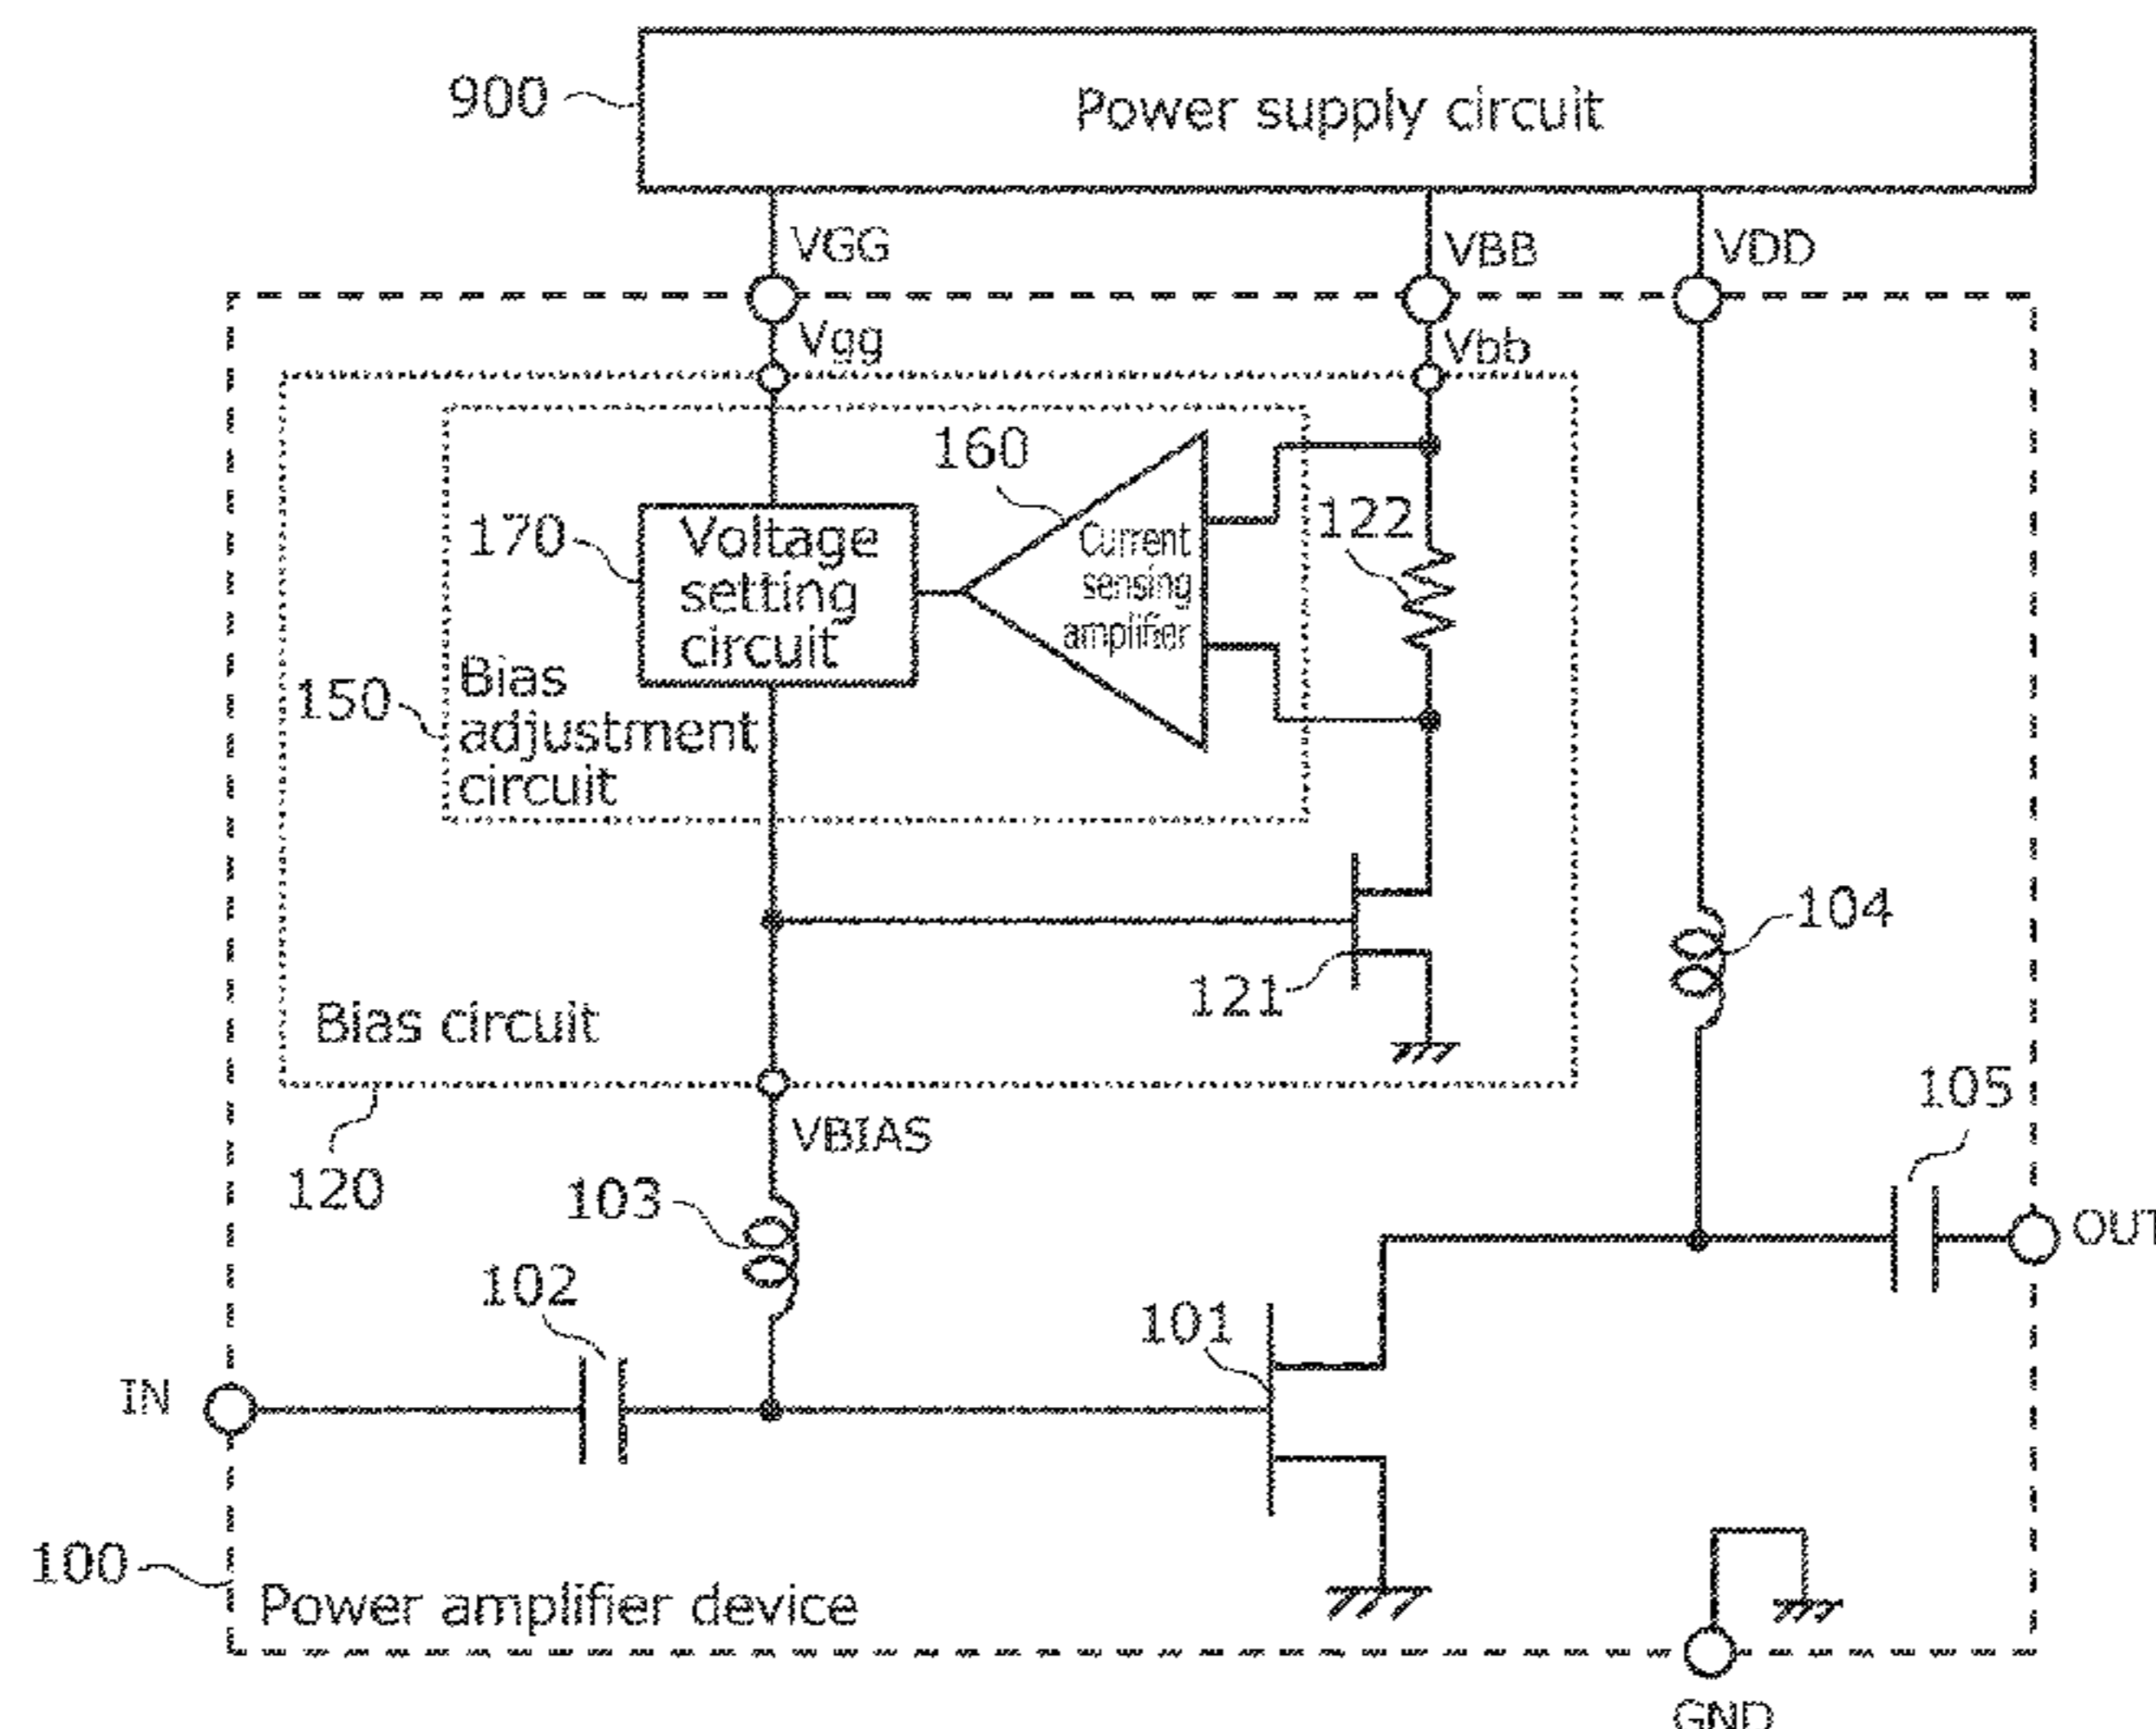 900
Power supply circuit
VGG
VBB
VDD
Vgg
Vbb
160
170
Voltage
setting
circuit
Current
sensing
amplifier
122
150
Bias
adjustment
circuit
104
121
Bias circuit
105
VBIAS
120
103
OUT
102
101
IN
100
Power amplifier device
GND